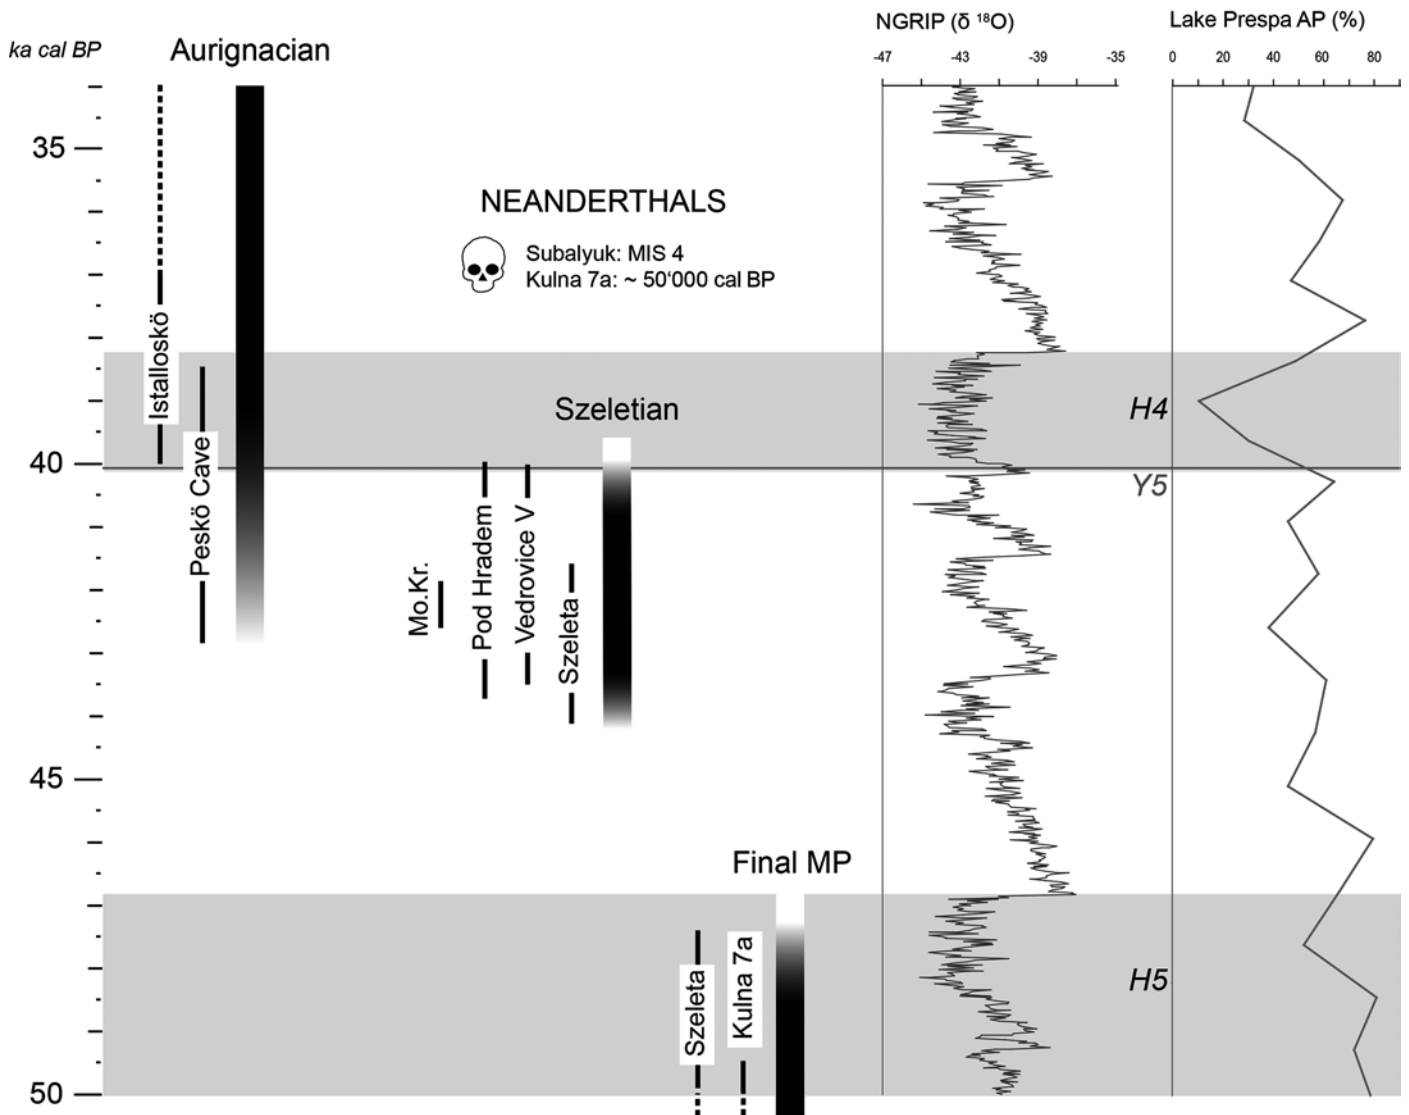 NGRIP (δ ¹⁸O)
Lake Prespa AP (%)
ka cal BP
Aurignacian
-47
-43
-39
-35
0
20
40
60
80
35
NEANDERTHALS
Subalyuk: MIS 4
Kulna 7a: ~ 50‘000 cal BP
Istalloskö
Szeletian
H4
40
Peskö Cave
Y5
Mo.Kr.
Pod Hradem
Vedrovice V
Szeleta
45
Final MP
Szeleta
Kulna 7a
H5
50